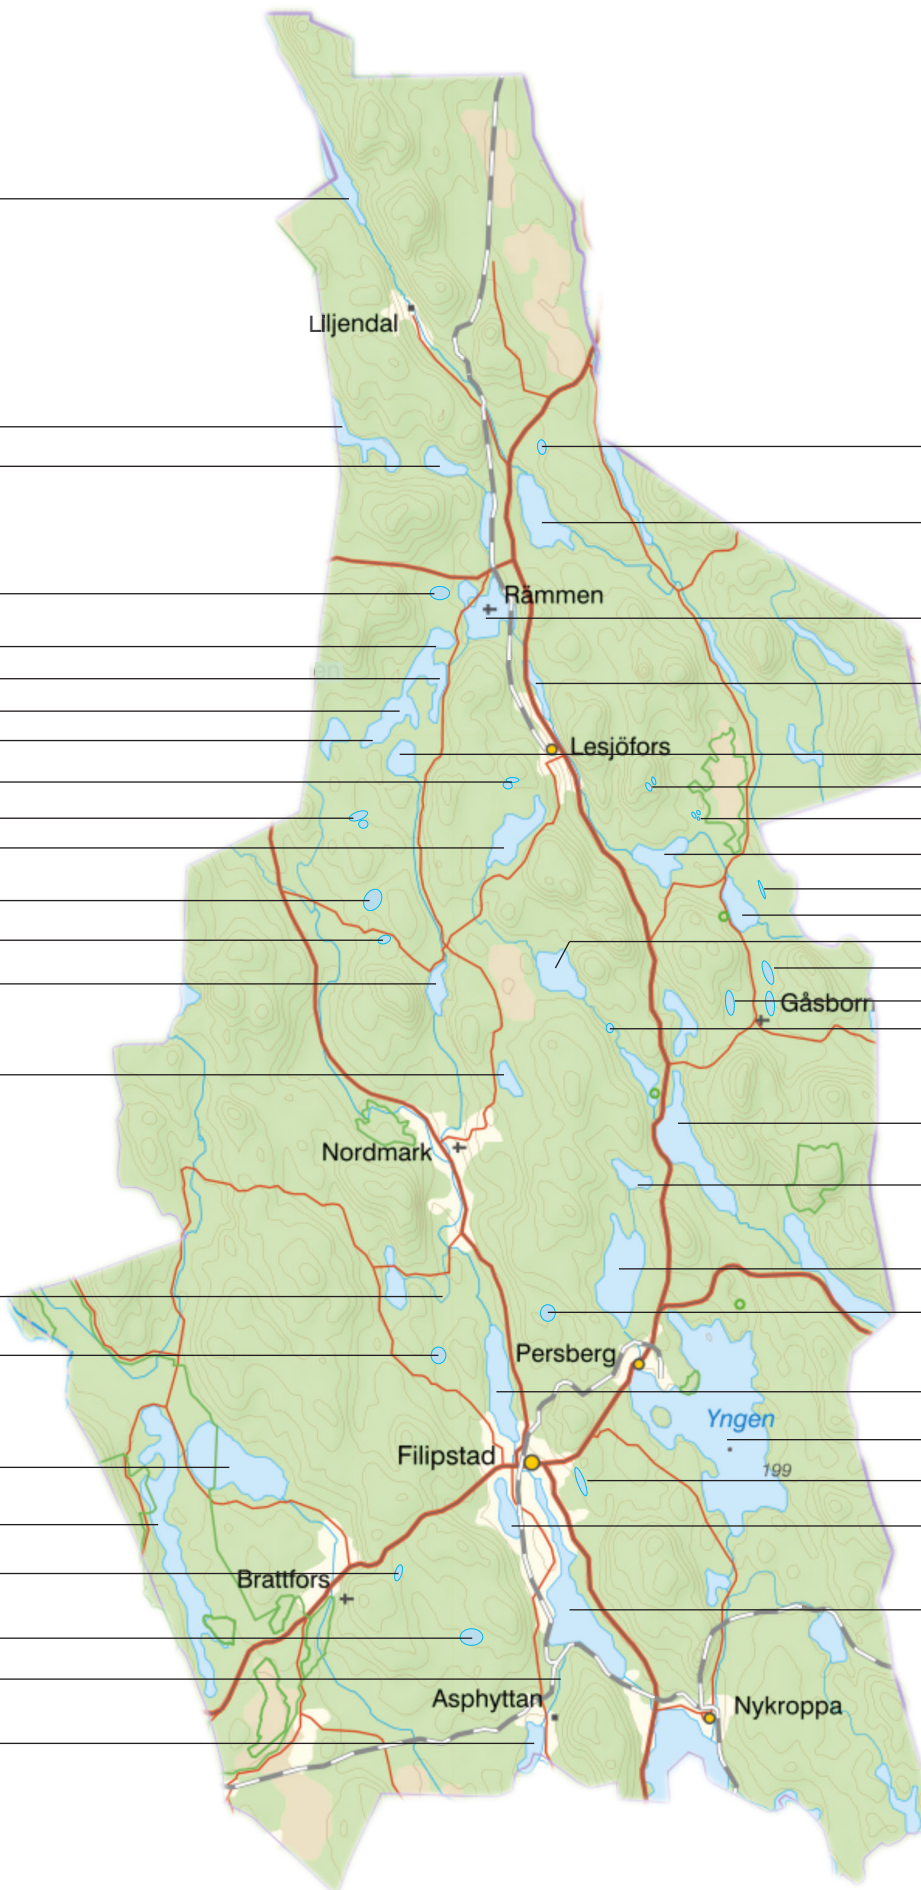 Liljendal
Rämmen
Lesjöfors
Gåsborn
Nordmark
Persberg
Yngen
Filipstad
199
Brattfors
Asphyttan
Nykroppa